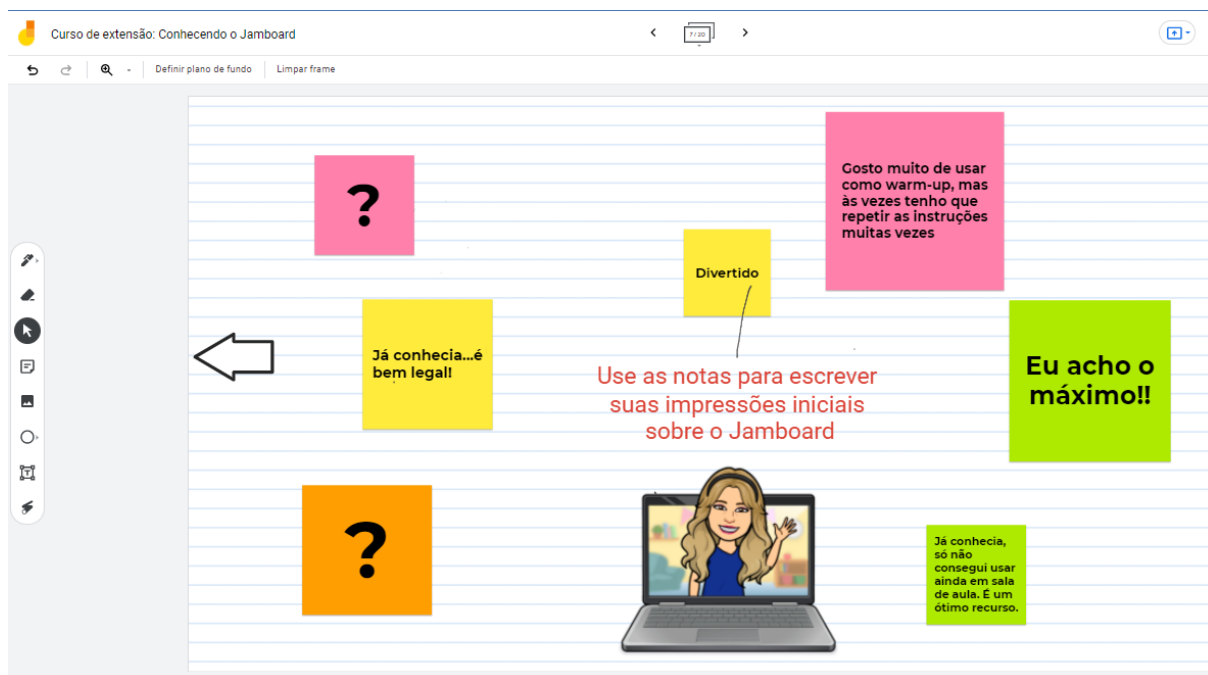 Curso de extensão: Conhecendo o Jamboard
7 / 20
Definir plano de fundo
Limpar frame
?
Gosto muito de usar
como warm-up, mas
às vezes tenho que
repetir as instruções
muitas vezes
Divertido
Já conhecia...é
bem legal!
Eu acho o
máximo!!
Use as notas para escrever
suas impressões iniciais
sobre o Jamboard
?
Já conhecia,
só não
consegui usar
ainda em sala
de aula. É um
ótimo recurso.